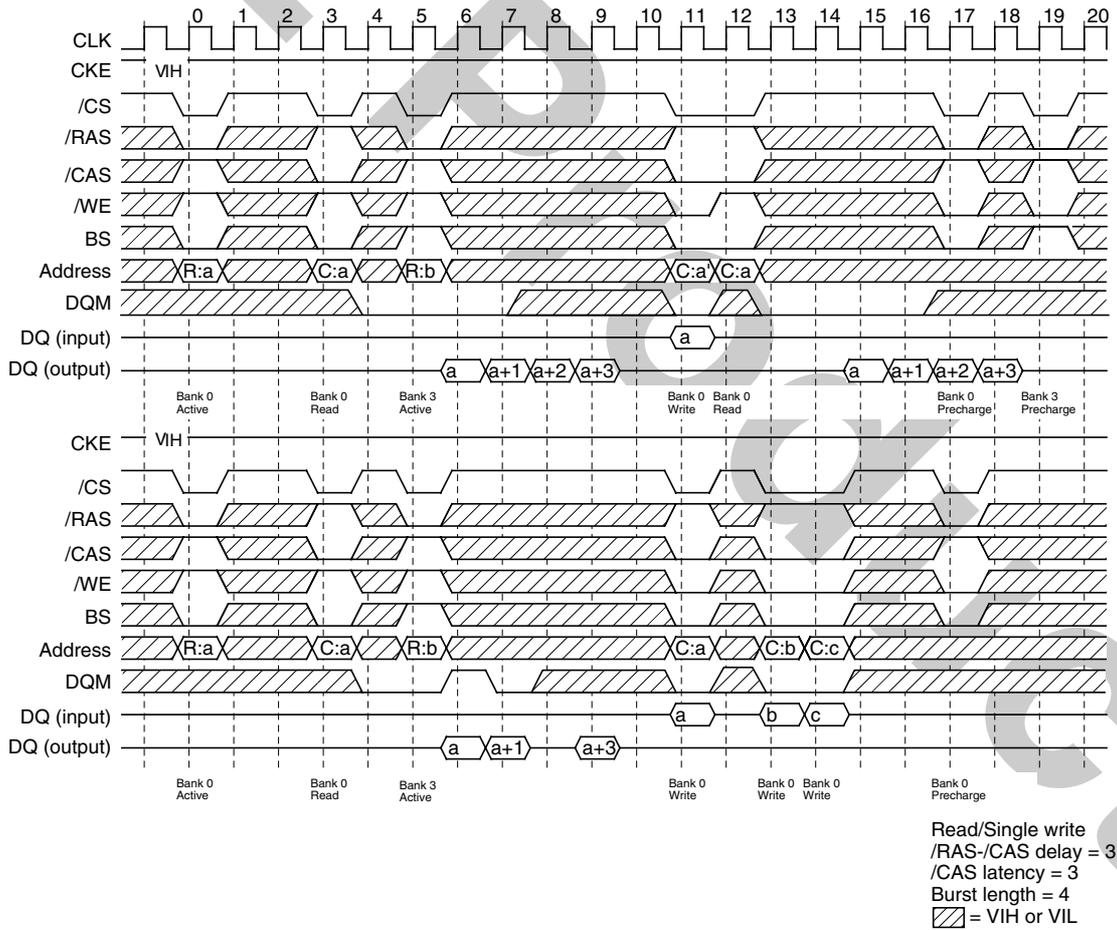 0 1 2 3 4 5 6 7 8 9 10 11 12 13 14 15 16 17 18 19 20
CLK
CKE VIH
/CS
/RAS
/CAS
/WE
BS
Address R:a C:a R:b C:a' C:a
DQM
DQ (input) a
DQ (output) a a+1 a+2 a+3 a a+1 a+2 a+3
Bank 0 Bank 0 Bank 3 Bank 0 Bank 0 Bank 0 Bank 3
Active Read Active Write Read Precharge Precharge
CKE VIH
/CS
/RAS
/CAS
/WE
BS
Address R:a C:a R:b C:a C:b C:c
DQM
DQ (input) a b c
DQ (output) a a+1 a+3
Bank 0 Bank 0 Bank 3 Bank 0 Bank 0 Bank 0 Bank 0
Active Read Active Write Write Write Precharge
Read/Single write
/RAS-/CAS delay = 3
/CAS latency = 3
Burst length = 4
= VIH or VIL